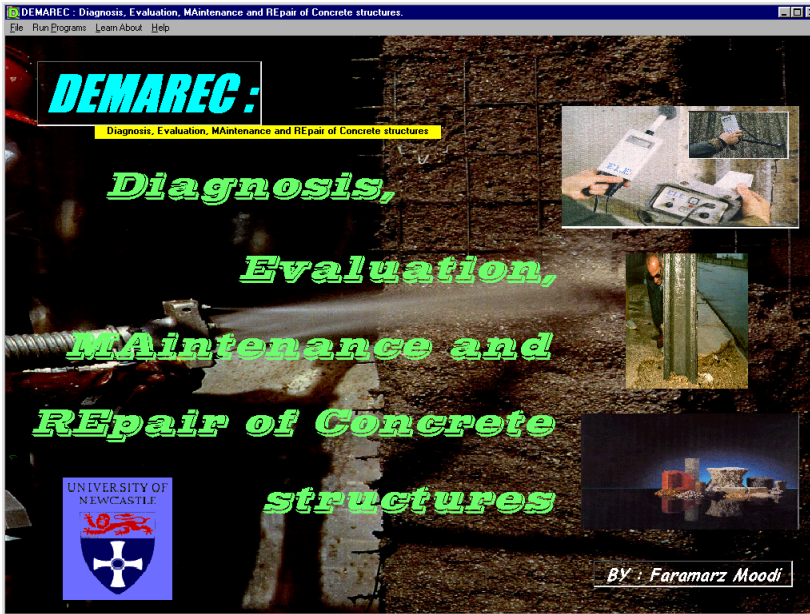 DEMAREC : Diagnosis, Evaluation, MAintenance and REpair of Concrete structures.
File Run Programs Learn About Help
DEMAREC :
Diagnosis, Evaluation, MAintenance and REpair of Concrete structures
Diagnosis,
Evaluation,
MAintenance and
REpair of Concrete
structures
ELE
UNIVERSITY OF
NEWCASTLE
BY : Faramarz Moodi